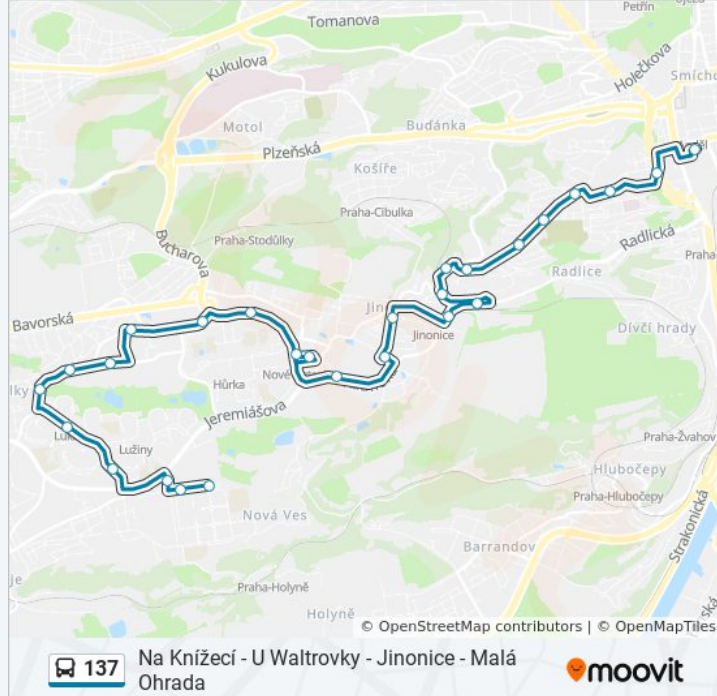 Petřín
Tomanova
Holečkova
Kukulova
Smícho
Motol
Buďánka
Plzeňská
Košíře
Praha-Cibulka
Radlická
Praha-Stodůlky
Praha-
Bucharova
Radlice
Bavorská
Jinonice
Dívčí hrady
Hůrka
Nové
Jeremiášova
Praha-Žvahov
Lužiny
Hlubočepy
Praha-Hlubočepy
Nová Ves
Strakonická
Barrandov
Praha-Holyně
Holyně
© OpenStreetMap contributors | © OpenMapTiles
137
Na Knížecí - U Waltrovky - Jinonice - Malá
Ohrada
moovit